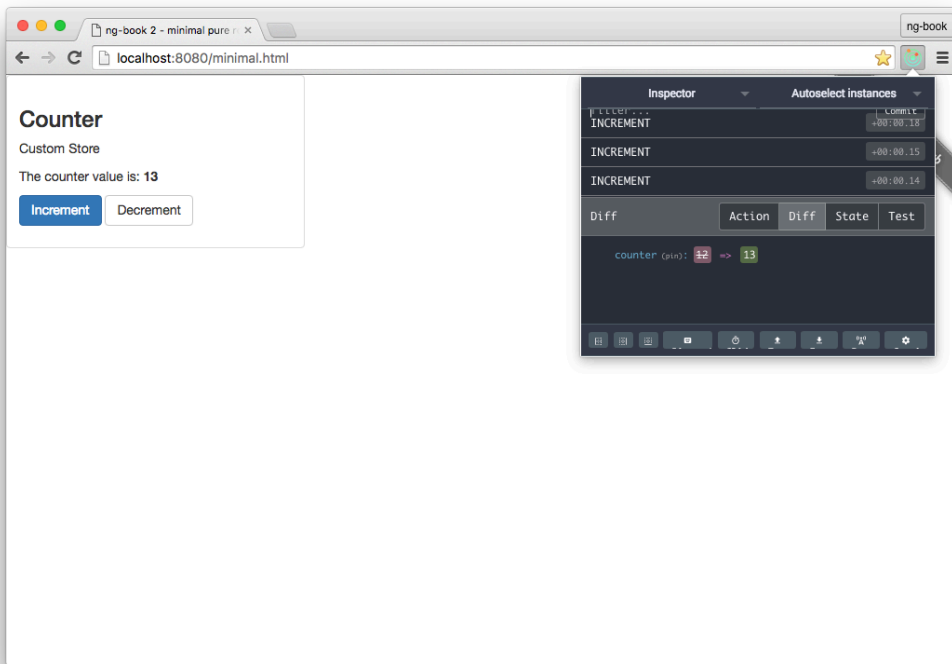 ng-book 2 - minimal pure
ng-book
localhost:8080/minimal.html
Counter
Custom Store
The counter value is: 13
Increment Decrement
Inspector Autoselect instances
Filter... Commit
INCREMENT +00:00.18
INCREMENT +00:00.15
INCREMENT +00:00.14
Diff Action Diff State Test
counter (pin): 12 => 13